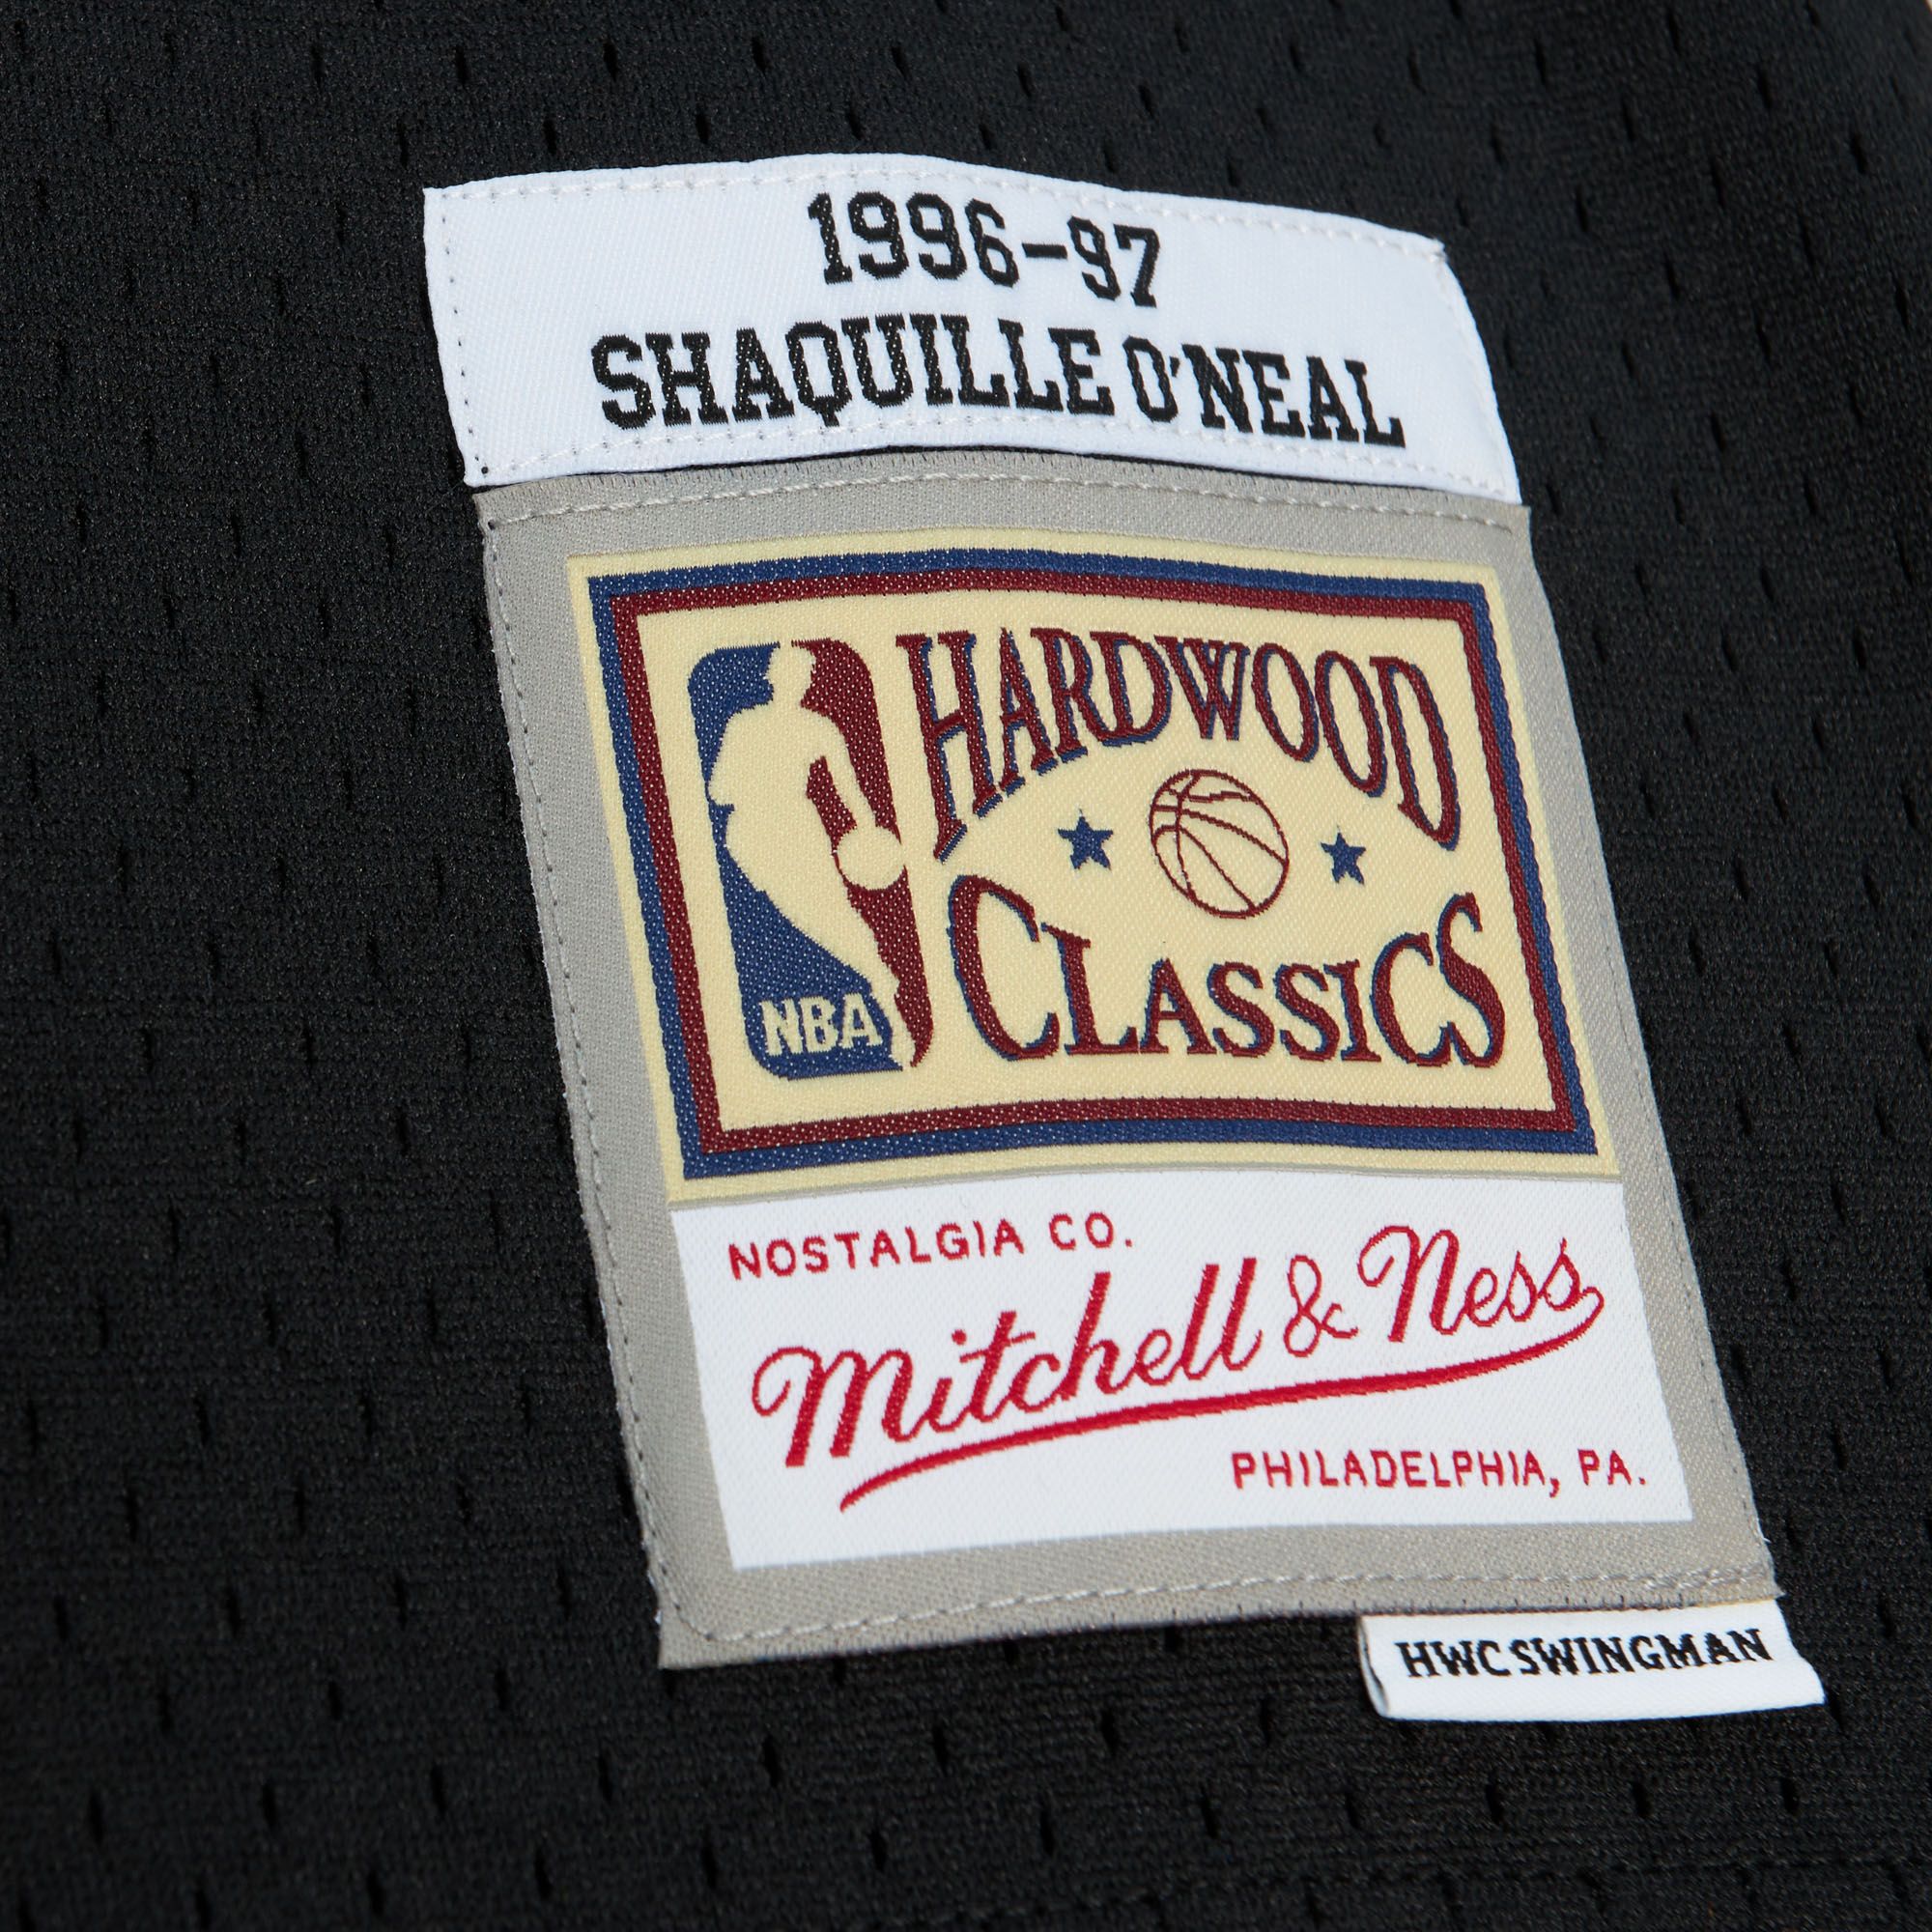 1996-97
SHAQUILLE O'NEAL
HARDWOOD
CLASSICS
NBA
NOSTALGIA CO.
Mitchell & Ness
PHILADELPHIA, PA.
HWC SWINGMAN